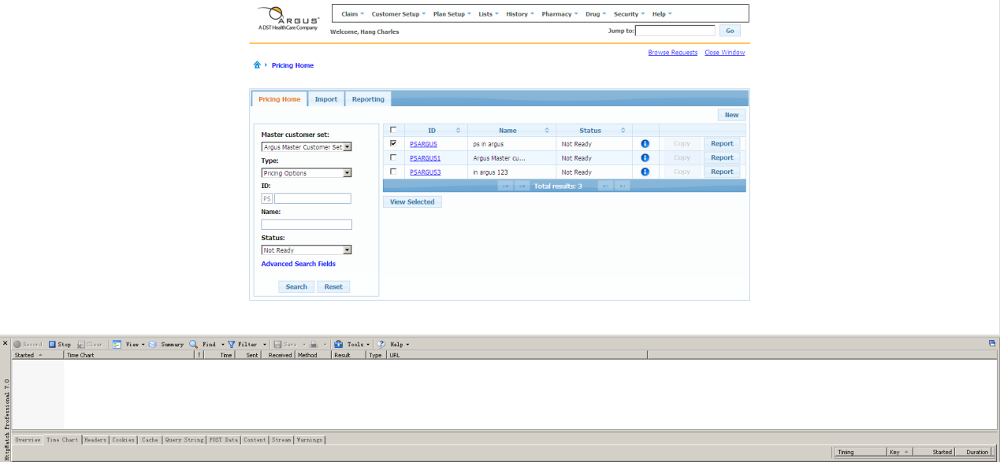 ARGUS™
A DST HealthCare Company
Claim Customer Setup Plan Setup Lists History Pharmacy Drug Security Help
Welcome, Hang Charles
Jump to: Go
Browse Requests Close Window
Pricing Home
Pricing Home Import Reporting
New
Master customer set:
Argus Master Customer Set
Type:
Pricing Options
ID:
PS
Name:
Status:
Not Ready
Advanced Search Fields
Search Reset
ID Name Status
PSARGUS ps in argus Not Ready Copy Report
PSARGUS1 Argus Master cu... Not Ready Copy Report
PSARGUS3 in argus 123 Not Ready Copy Report
Total results: 3
View Selected
Record Stop Clear View Summary Find Filter Save Tools Help
Started Time Chart ! Time Sent Received Method Result Type URL
HttpWatch Professional 7.0
Overview Time Chart Headers Cookies Cache Query String POST Data Content Stream Warnings
Timing Key Started Duration